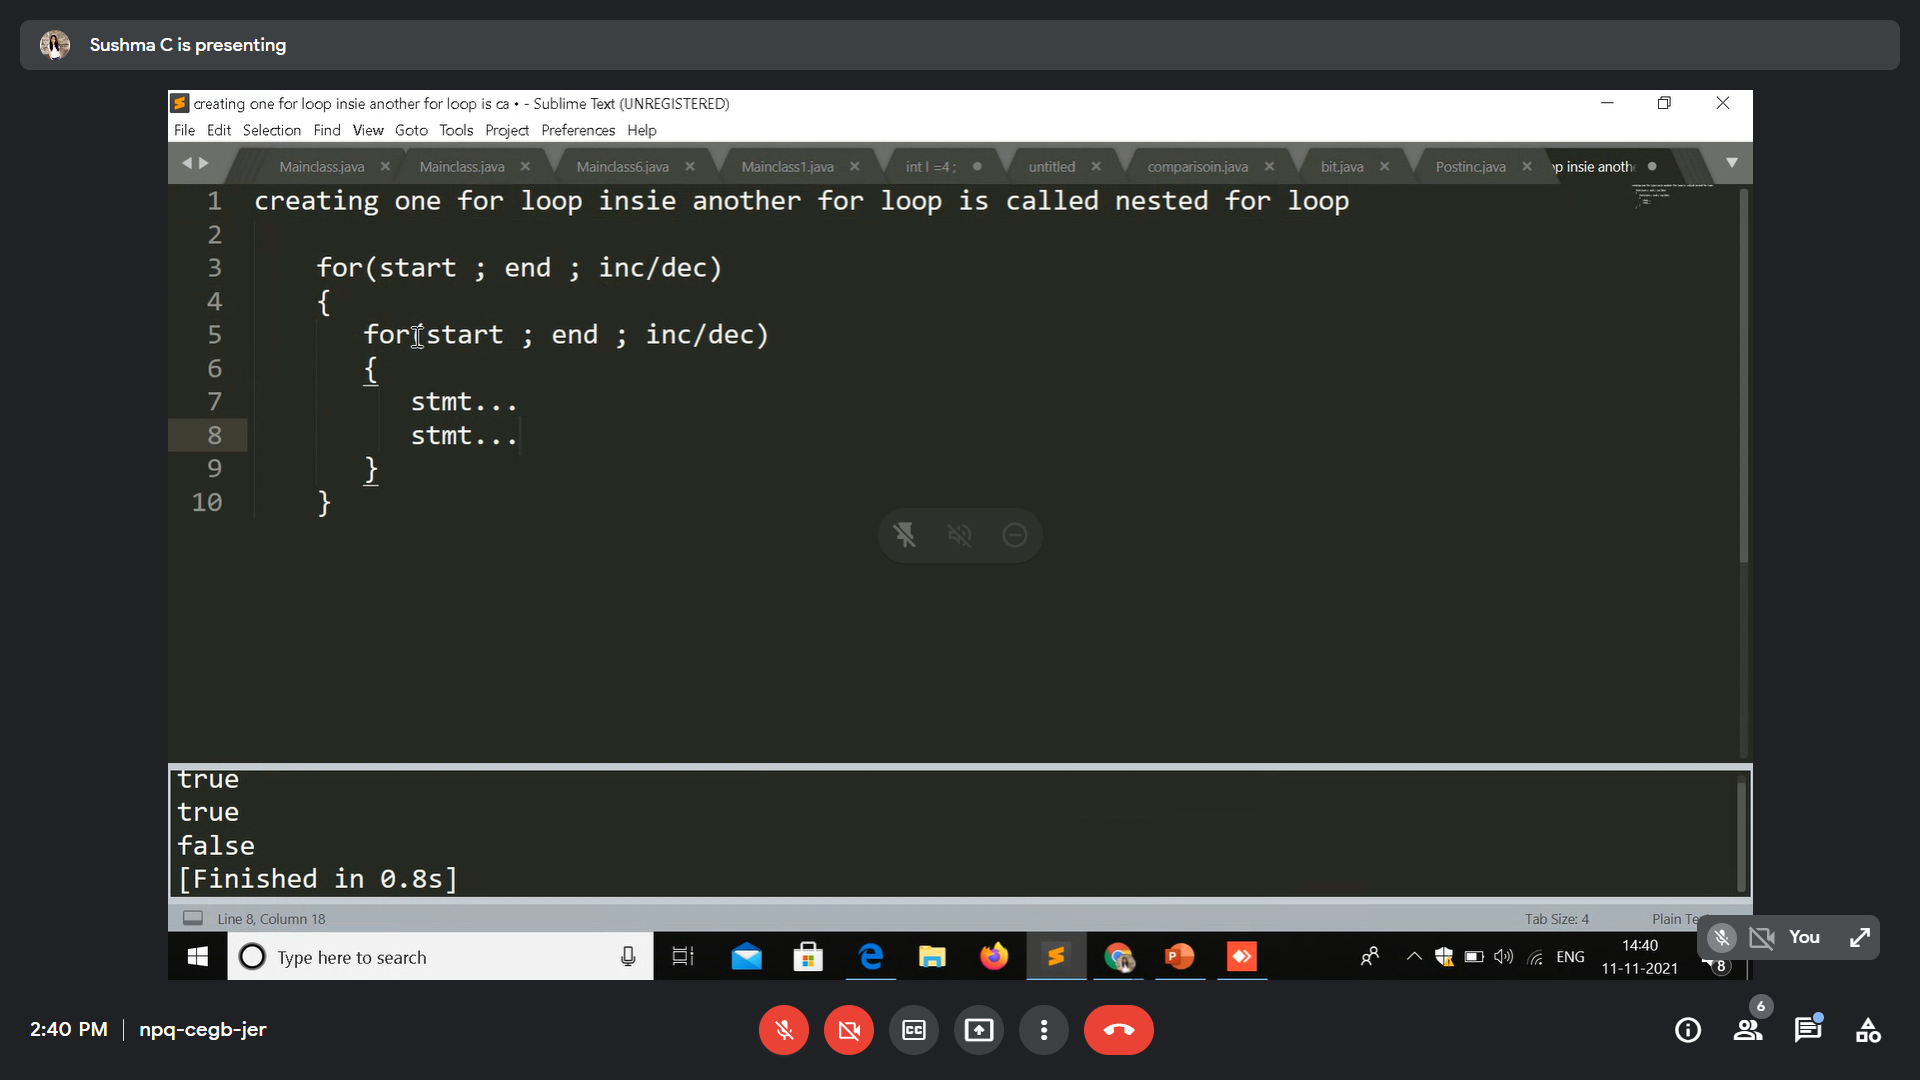 Sushma C is presenting
creating one for loop insie another for loop is ca • - Sublime Text (UNREGISTERED)
File Edit Selection Find View Goto Tools Project Preferences Help
Mainclass.java Mainclass.java Mainclass6.java Mainclass1.java int I =4 ; untitled comparisoin.java bit.java Postinc.java op insie anoth
1 creating one for loop insie another for loop is called nested for loop
2
3 for(start ; end ; inc/dec)
4 {
5 for(start ; end ; inc/dec)
6 {
7 stmt...
8 stmt...
9 }
10 }
true
true
false
[Finished in 0.8s]
Line 8, Column 18 Tab Size: 4 Plain Te
You
Type here to search ENG 14:40
11-11-2021 8
6
2:40 PM npq-cegb-jer CC